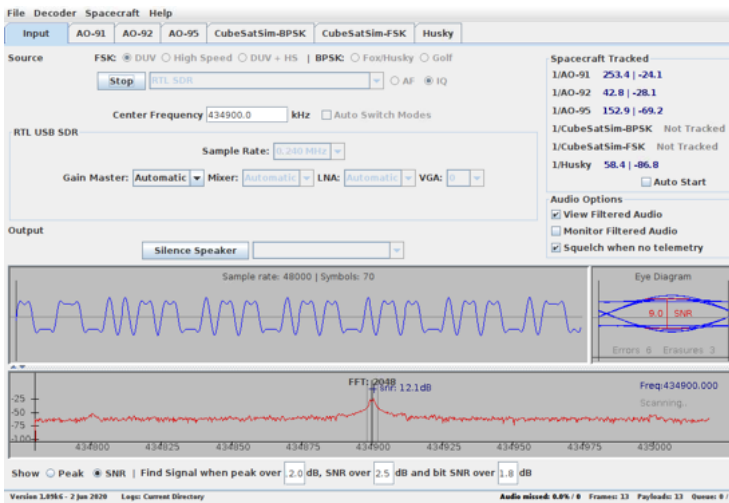 File Decoder Spacecraft Help
Input AO-91 AO-92 AO-95 CubeSatSim-BPSK CubeSatSim-FSK Husky
Source FSK: DUV High Speed DUV + HS | BPSK: Fox/Husky Golf
Stop RTL SDR AF IQ
Center Frequency 434900.0 kHz Auto Switch Modes
RTL USB SDR
Sample Rate: 0.240 MHz
Gain Master: Automatic Mixer: Automatic LNA: Automatic VGA: 0
Output
Silence Speaker
Spacecraft Tracked
1/AO-91 253.4 | -24.1
1/AO-92 42.8 | -28.1
1/AO-95 152.9 | -69.2
1/CubeSatSim-BPSK Not Tracked
1/CubeSatSim-FSK Not Tracked
1/Husky 58.4 | -86.8
Auto Start
Audio Options
View Filtered Audio
Monitor Filtered Audio
Squelch when no telemetry
Sample rate: 48000 | Symbols: 70
Eye Diagram
9.0 SNR
Errors 6 Erasures 3
FFT: 2048
snr: 12.1dB
Freq:434900.000
Scanning..
-25
-50
-75
-100
434800 434825 434850 434875 434900 434925 434950 434975 435000
Show Peak SNR | Find Signal when peak over 2.0 dB, SNR over 2.5 dB and bit SNR over 1.8 dB
Version 1.09k6 - 2 Jun 2020 Logs: Current Directory Audio missed: 0.0% / 0 Frames: 13 Payloads: 13 Queue: 0 /